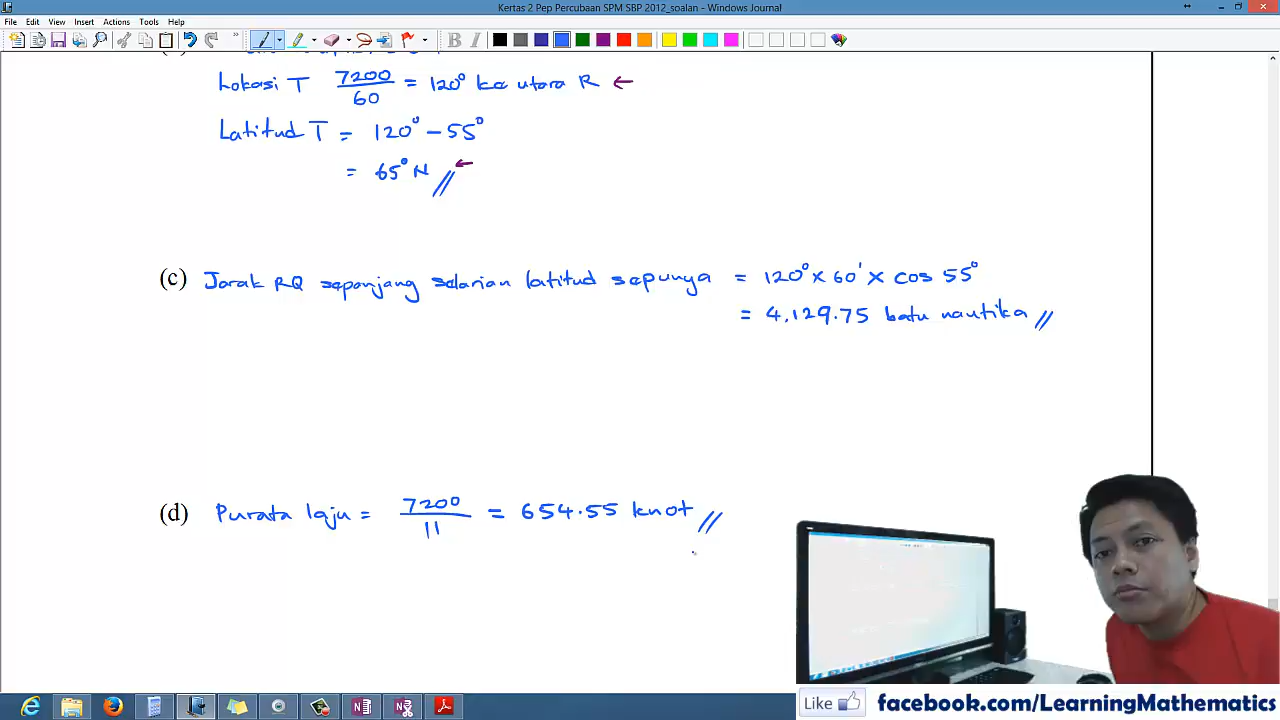 Kertas 2 Pep Percubaan SPM SBP 2012_soalan - Windows Journal
File Edit View Insert Actions Tools Help
Lokasi T 7200/60 = 120° ke utara R ←
Latitud T = 120° - 55°
= 65° N // ←
(c) Jarak RQ sepanjang selarian latitud sepunya = 120° x 60' x cos 55°
= 4,129.75 batu nautika //
(d) Purata laju = 7200/11 = 654.55 knot //
Like facebook.com/LearningMathematics